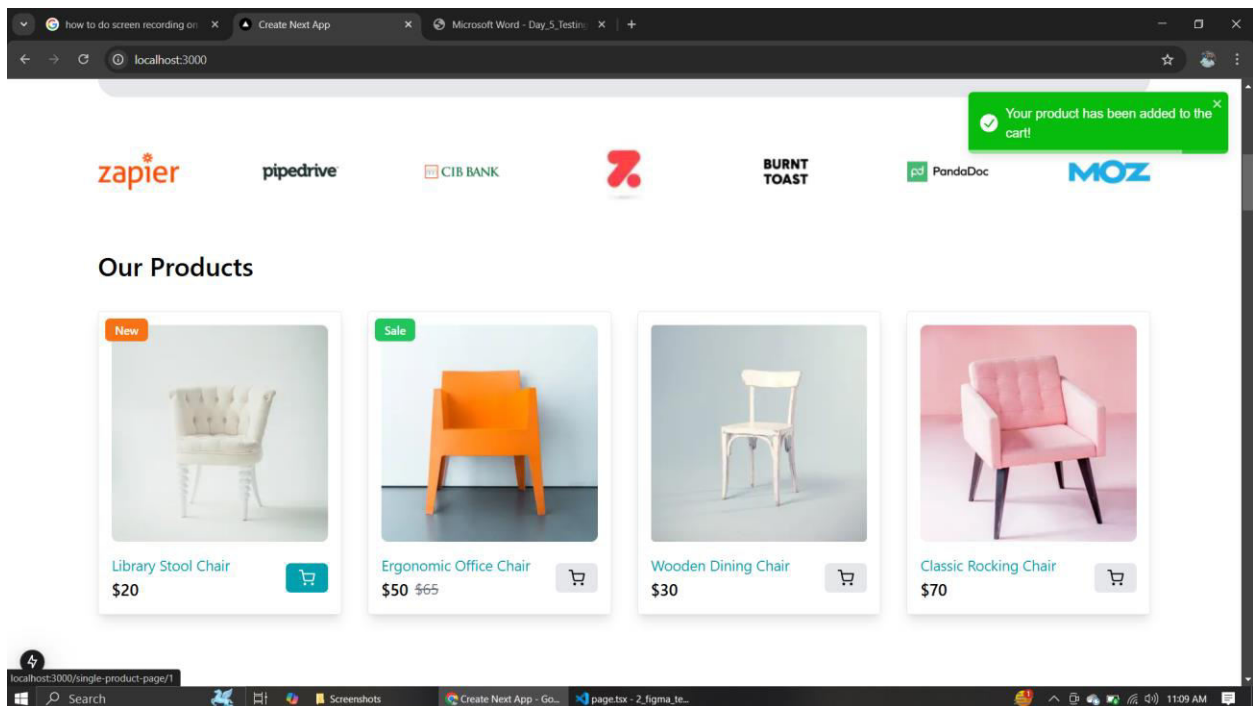 how to do screen recording on
Create Next App
Microsoft Word - Day_5_Testing
localhost:3000
Your product has been added to the
cart!
zapier
pipedrive
CIB BANK
BURNT
TOAST
pd PandaDoc
MOZ
Our Products
New
Sale
Library Stool Chair
$20
Ergonomic Office Chair
$50 $65
Wooden Dining Chair
$30
Classic Rocking Chair
$70
localhost:3000/single-product-page/1
Search
Screenshots
Create Next App - Go...
page.tsx - 2_figma_te...
11:09 AM